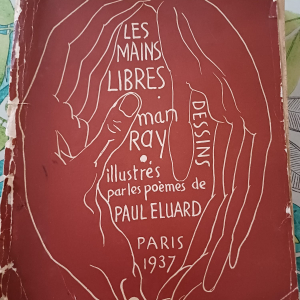 LES
MAINS
LIBRES
man
RAY
DESSINS
illustrés
par les poèmes de
PAUL ELUARD
PARIS
1937